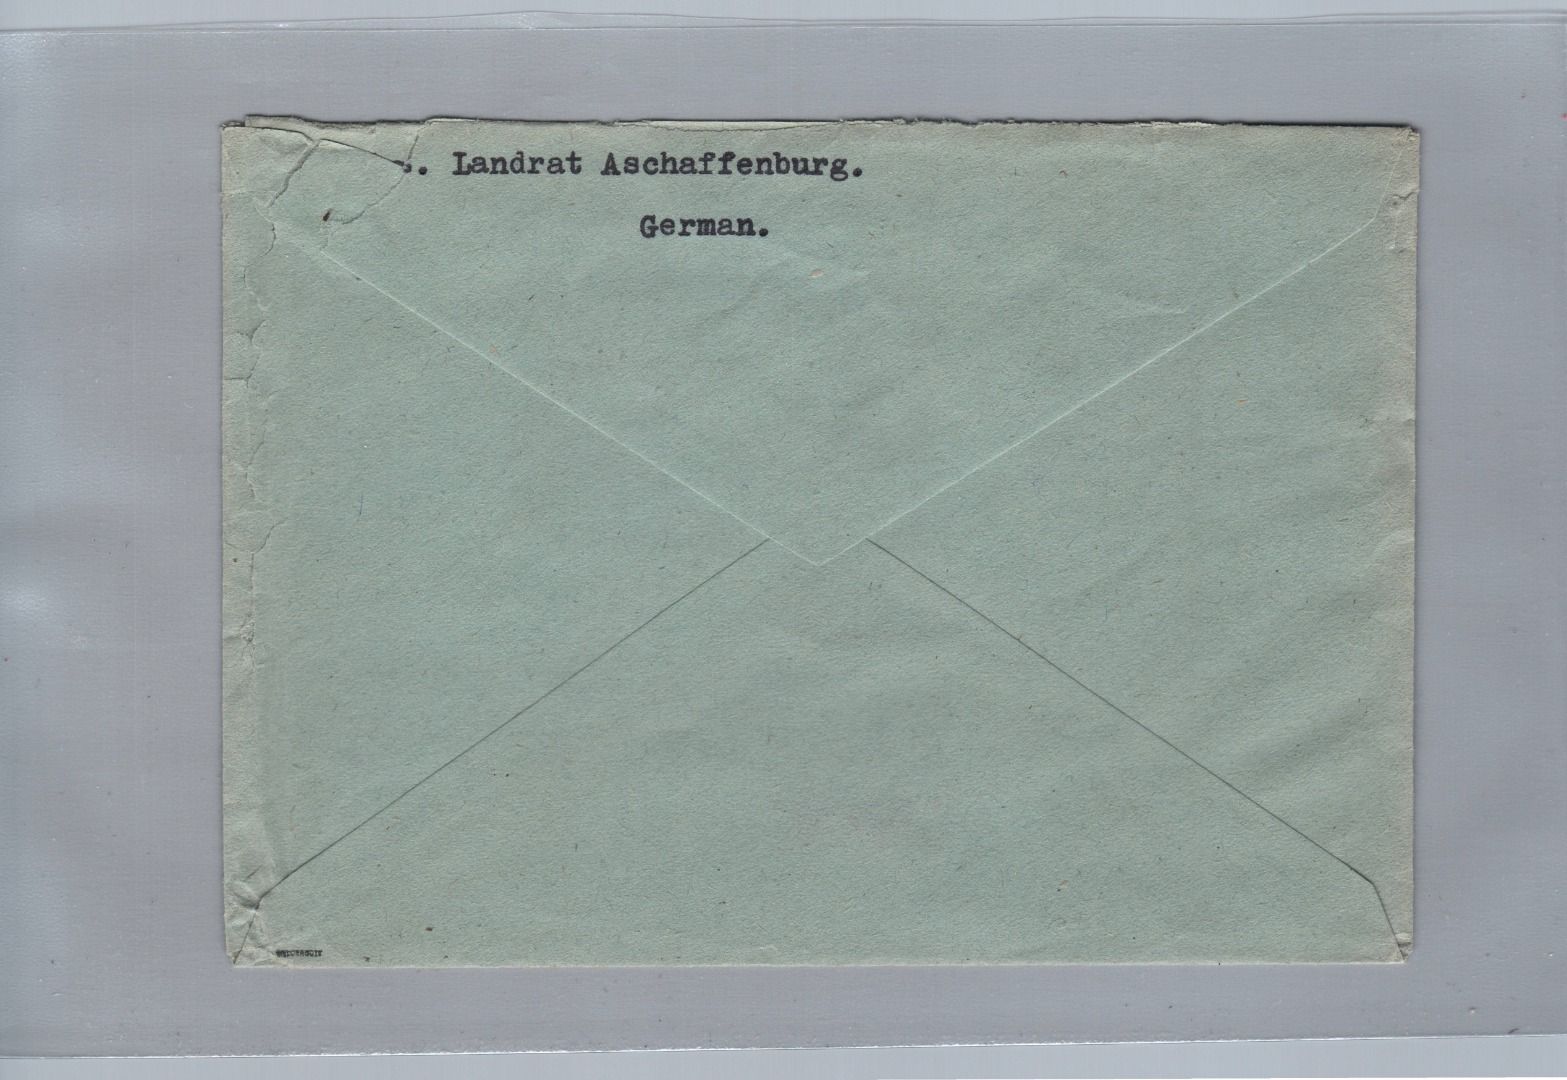 . Landrat Aschaffenburg.
German.